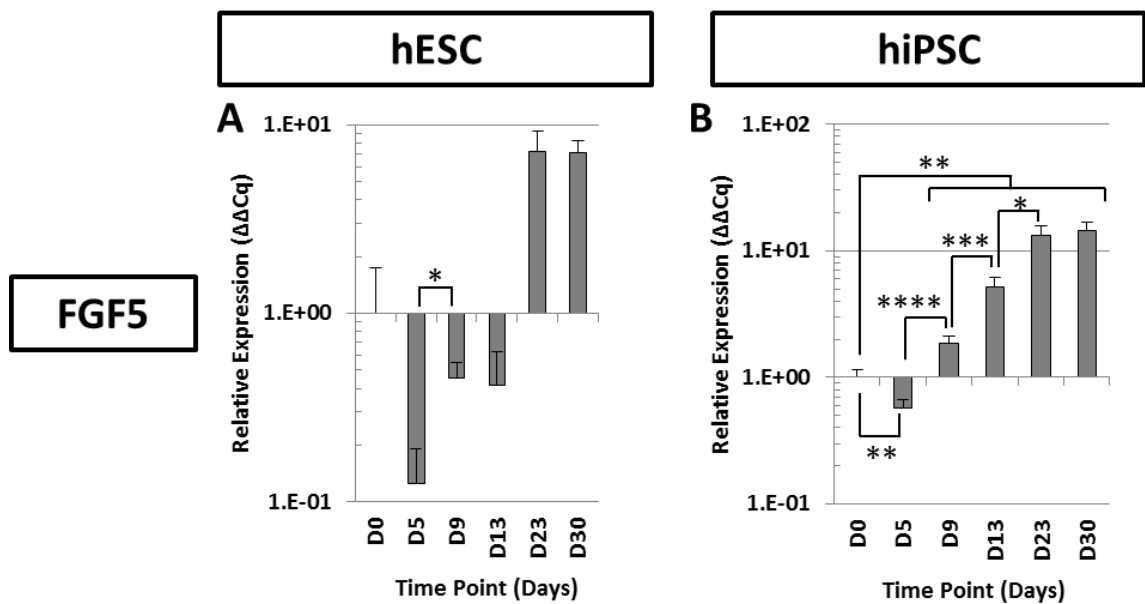 hESC
hiPSC
FGF5
A
Relative Expression (ΔΔCq)
1.E+01
1.E+00
1.E-01
*
D0 D5 D9 D13 D23 D30
Time Point (Days)
B
Relative Expression (ΔΔCq)
1.E+02
1.E+01
1.E+00
1.E-01
**
*
***
****
**
D0 D5 D9 D13 D23 D30
Time Point (Days)